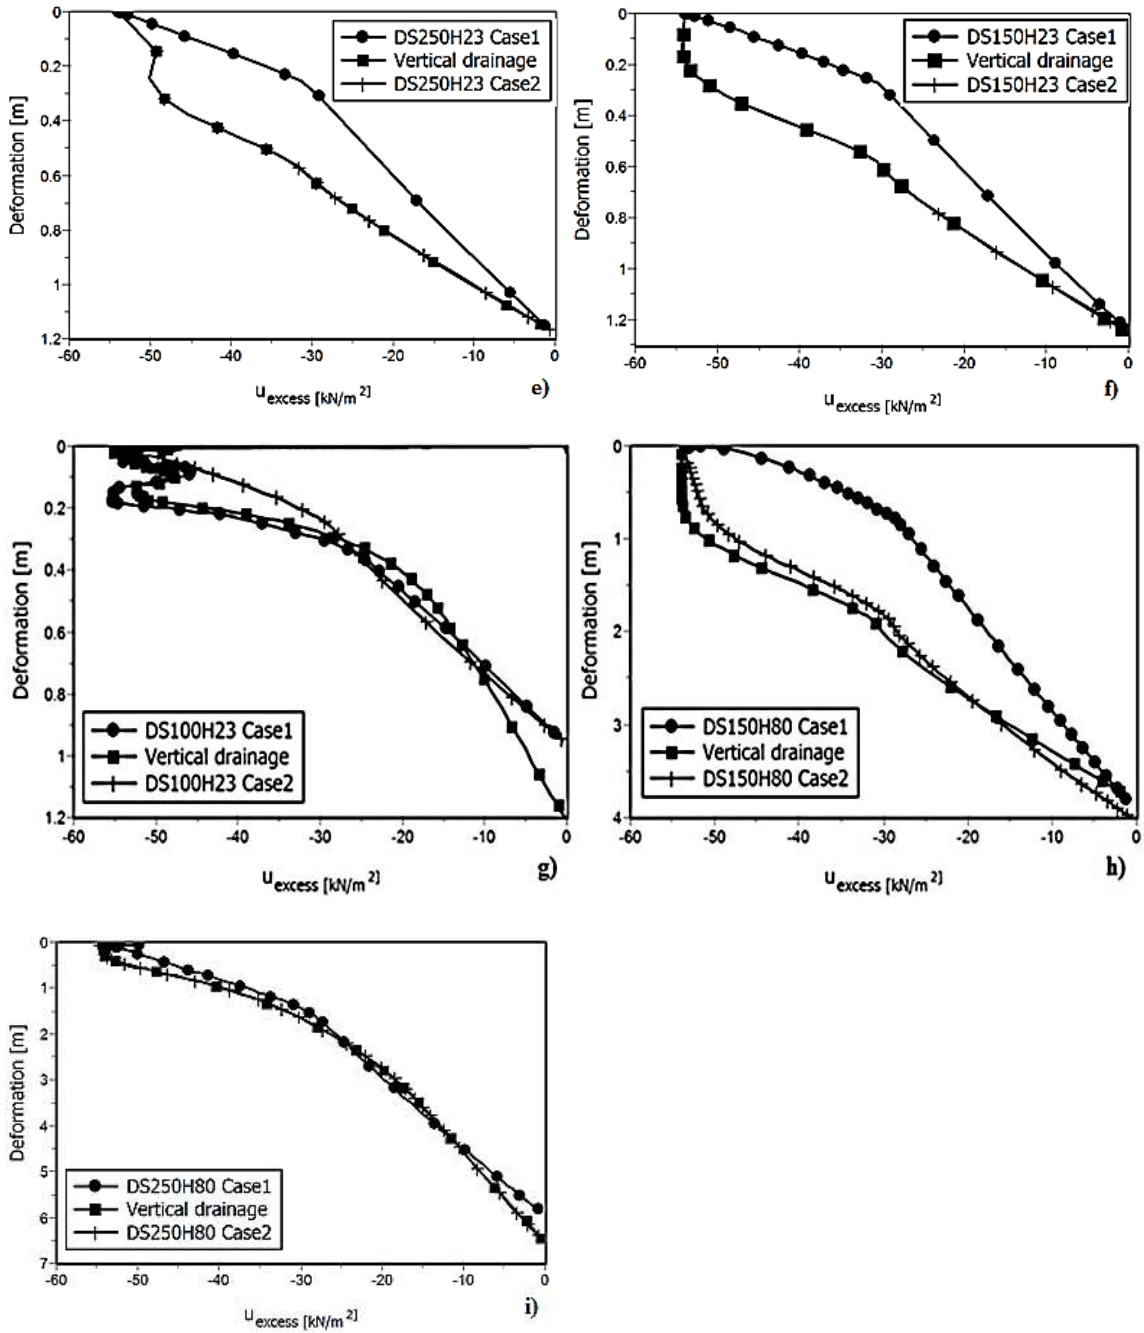 0
0.2
0.4
0.6
0.8
1
1.2
Deformation [m]
-60
-50
-40
-30
-20
-10
0
u excess [kN/m²]
DS250H23 Case1
Vertical drainage
DS250H23 Case2
e)
0
0.2
0.4
0.6
0.8
1
1.2
Deformation [m]
-60
-50
-40
-30
-20
-10
0
u excess [kN/m²]
DS150H23 Case1
Vertical drainage
DS150H23 Case2
f)
0
0.2
0.4
0.6
0.8
1
1.2
Deformation [m]
-60
-50
-40
-30
-20
-10
0
u excess [kN/m²]
DS100H23 Case1
Vertical drainage
DS100H23 Case2
g)
0
1
2
3
4
Deformation [m]
-60
-50
-40
-30
-20
-10
0
u excess [kN/m²]
DS150H80 Case1
Vertical drainage
DS150H80 Case2
h)
0
1
2
3
4
5
6
7
Deformation [m]
-60
-50
-40
-30
-20
-10
0
u excess [kN/m²]
DS250H80 Case1
Vertical drainage
DS250H80 Case2
i)